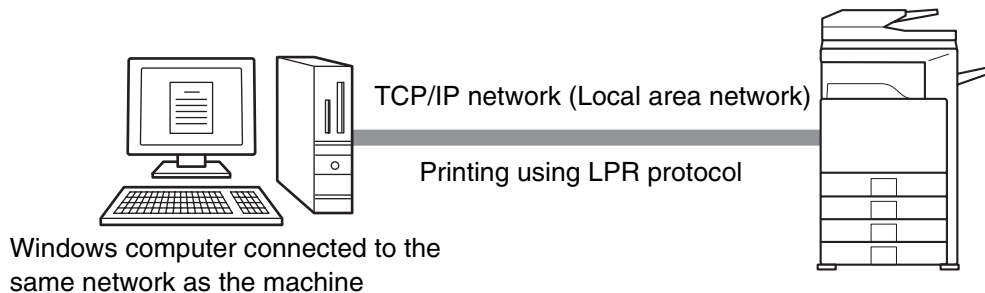 TCP/IP network (Local area network)
Printing using LPR protocol
Windows computer connected to the
same network as the machine